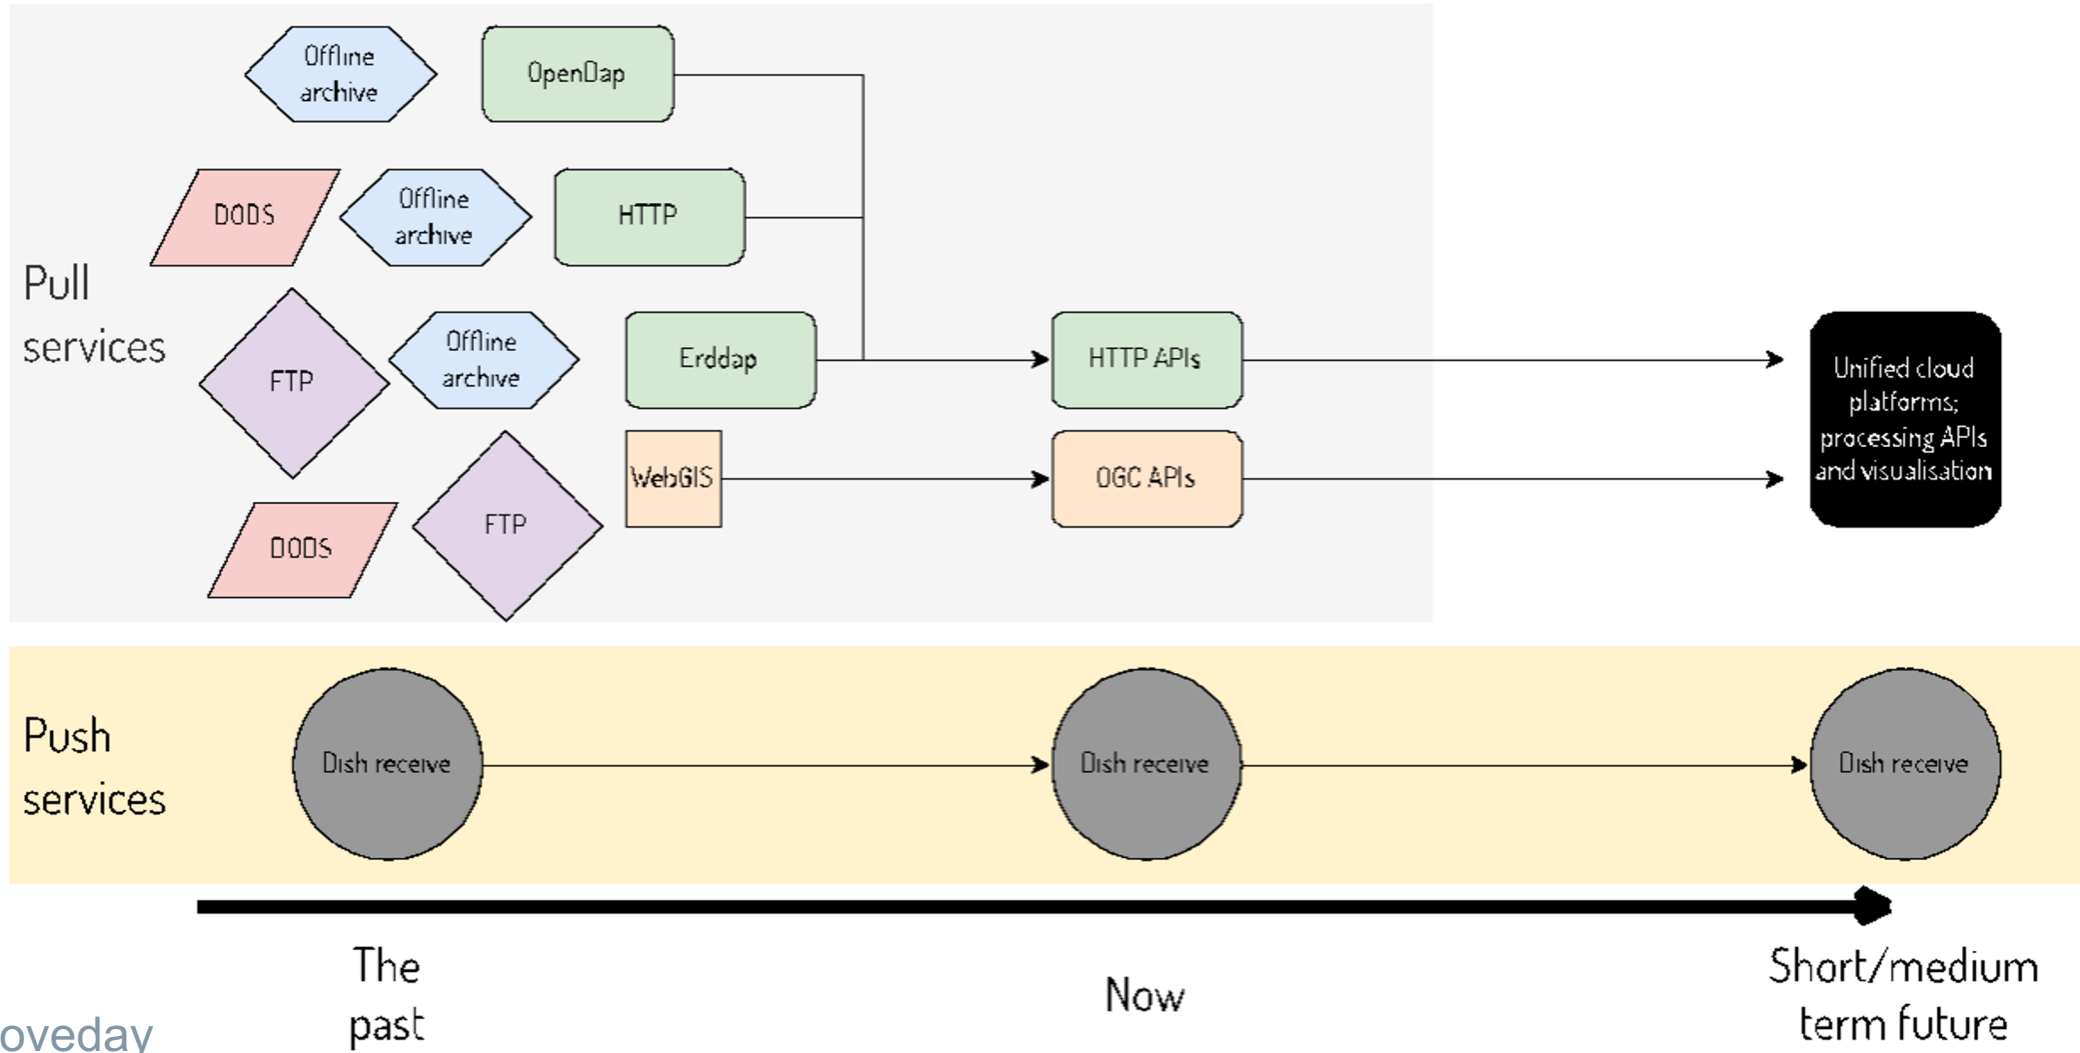 Offline
archive
OpenDap
DODS
Offline
archive
HTTP
Pull
services
FTP
Offline
archive
Erddap
HTTP APIs
Unified cloud
platforms;
processing APIs
and visualisation
WebGIS
OGC APIs
FTP
DODS
Push
services
Dish receive
Dish receive
Dish receive
The
past
Now
Short/medium
term future
oveday